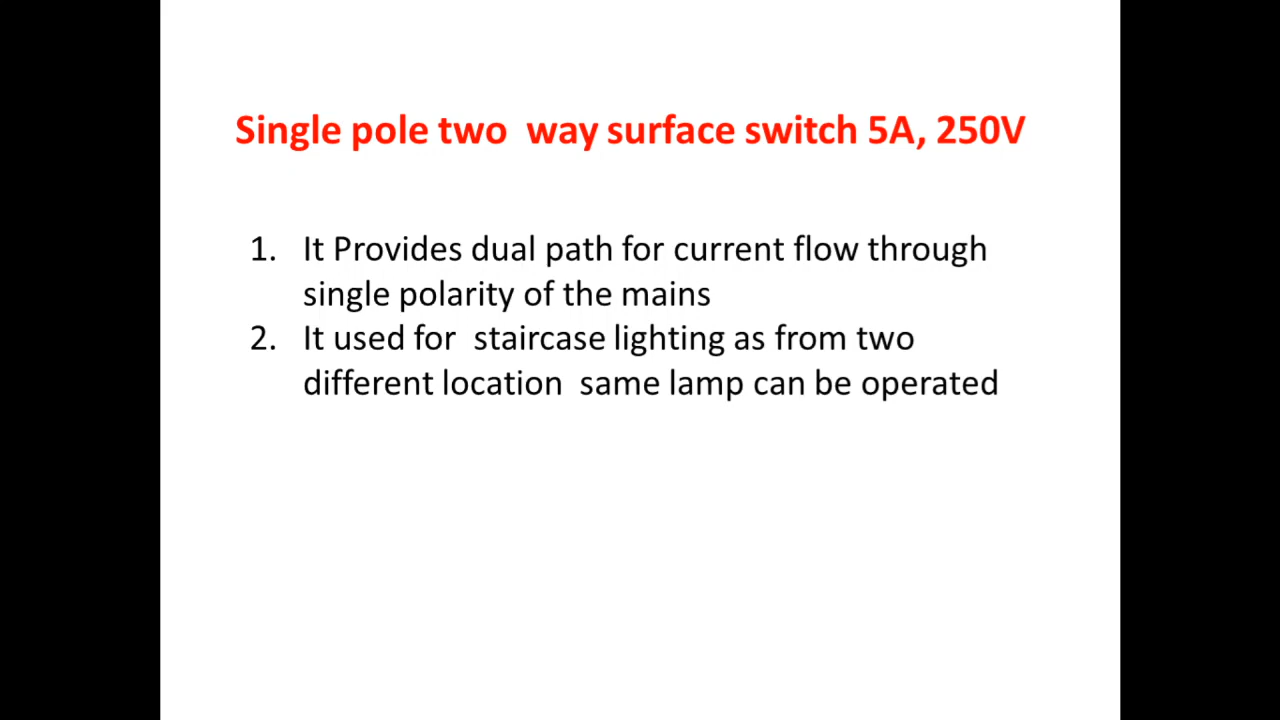 Single pole two  way surface switch 5A, 250V
1. It Provides dual path for current flow through
single polarity of the mains
2. It used for  staircase lighting as from two
different location  same lamp can be operated